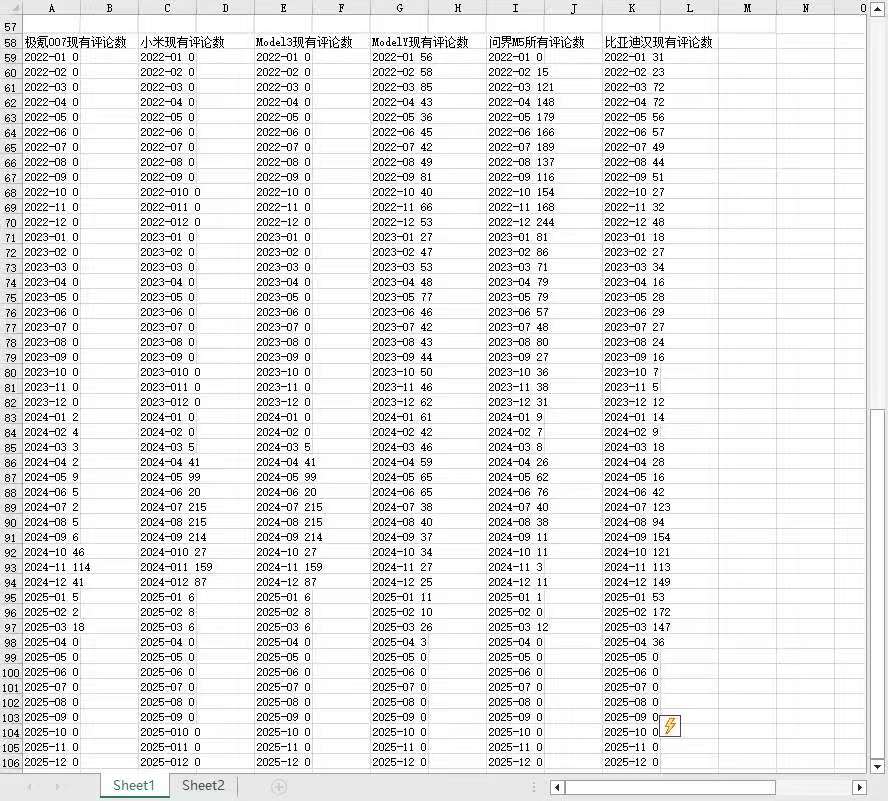 A B C D E F G H I J K L M N O
57
58 极氪007现有评论数 小米现有评论数 Model3现有评论数 ModelY现有评论数 问界M5所有评论数 比亚迪汉现有评论数
59 2022-01 0 2022-01 0 2022-01 0 2022-01 56 2022-01 0 2022-01 31
60 2022-02 0 2022-02 0 2022-02 0 2022-02 58 2022-02 15 2022-02 23
61 2022-03 0 2022-03 0 2022-03 0 2022-03 85 2022-03 121 2022-03 72
62 2022-04 0 2022-04 0 2022-04 0 2022-04 43 2022-04 148 2022-04 72
63 2022-05 0 2022-05 0 2022-05 0 2022-05 36 2022-05 179 2022-05 56
64 2022-06 0 2022-06 0 2022-06 0 2022-06 45 2022-06 166 2022-06 57
65 2022-07 0 2022-07 0 2022-07 0 2022-07 42 2022-07 189 2022-07 49
66 2022-08 0 2022-08 0 2022-08 0 2022-08 49 2022-08 137 2022-08 44
67 2022-09 0 2022-09 0 2022-09 0 2022-09 81 2022-09 116 2022-09 51
68 2022-10 0 2022-010 0 2022-10 0 2022-10 40 2022-10 154 2022-10 27
69 2022-11 0 2022-011 0 2022-11 0 2022-11 66 2022-11 168 2022-11 32
70 2022-12 0 2022-012 0 2022-12 0 2022-12 53 2022-12 244 2022-12 48
71 2023-01 0 2023-01 0 2023-01 0 2023-01 27 2023-01 81 2023-01 18
72 2023-02 0 2023-02 0 2023-02 0 2023-02 47 2023-02 86 2023-02 27
73 2023-03 0 2023-03 0 2023-03 0 2023-03 53 2023-03 71 2023-03 34
74 2023-04 0 2023-04 0 2023-04 0 2023-04 48 2023-04 79 2023-04 16
75 2023-05 0 2023-05 0 2023-05 0 2023-05 77 2023-05 79 2023-05 28
76 2023-06 0 2023-06 0 2023-06 0 2023-06 46 2023-06 57 2023-06 29
77 2023-07 0 2023-07 0 2023-07 0 2023-07 42 2023-07 48 2023-07 27
78 2023-08 0 2023-08 0 2023-08 0 2023-08 43 2023-08 80 2023-08 24
79 2023-09 0 2023-09 0 2023-09 0 2023-09 44 2023-09 27 2023-09 16
80 2023-10 0 2023-010 0 2023-10 0 2023-10 50 2023-10 36 2023-10 7
81 2023-11 0 2023-011 0 2023-11 0 2023-11 46 2023-11 38 2023-11 5
82 2023-12 0 2023-012 0 2023-12 0 2023-12 62 2023-12 31 2023-12 12
83 2024-01 2 2024-01 0 2024-01 0 2024-01 61 2024-01 9 2024-01 14
84 2024-02 4 2024-02 0 2024-02 0 2024-02 42 2024-02 7 2024-02 9
85 2024-03 3 2024-03 5 2024-03 5 2024-03 46 2024-03 8 2024-03 18
86 2024-04 2 2024-04 41 2024-04 41 2024-04 59 2024-04 26 2024-04 28
87 2024-05 9 2024-05 99 2024-05 99 2024-05 65 2024-05 62 2024-05 16
88 2024-06 5 2024-06 20 2024-06 20 2024-06 65 2024-06 76 2024-06 42
89 2024-07 2 2024-07 215 2024-07 215 2024-07 38 2024-07 40 2024-07 123
90 2024-08 5 2024-08 215 2024-08 215 2024-08 40 2024-08 38 2024-08 94
91 2024-09 6 2024-09 214 2024-09 214 2024-09 37 2024-09 11 2024-09 154
92 2024-10 46 2024-010 27 2024-10 27 2024-10 34 2024-10 11 2024-10 121
93 2024-11 114 2024-011 159 2024-11 159 2024-11 27 2024-11 3 2024-11 113
94 2024-12 41 2024-012 87 2024-12 87 2024-12 25 2024-12 11 2024-12 149
95 2025-01 5 2025-01 6 2025-01 6 2025-01 11 2025-01 1 2025-01 53
96 2025-02 2 2025-02 8 2025-02 8 2025-02 10 2025-02 0 2025-02 172
97 2025-03 18 2025-03 6 2025-03 6 2025-03 26 2025-03 12 2025-03 147
98 2025-04 0 2025-04 0 2025-04 0 2025-04 3 2025-04 0 2025-04 36
99 2025-05 0 2025-05 0 2025-05 0 2025-05 0 2025-05 0 2025-05 0
100 2025-06 0 2025-06 0 2025-06 0 2025-06 0 2025-06 0 2025-06 0
101 2025-07 0 2025-07 0 2025-07 0 2025-07 0 2025-07 0 2025-07 0
102 2025-08 0 2025-08 0 2025-08 0 2025-08 0 2025-08 0 2025-08 0
103 2025-09 0 2025-09 0 2025-09 0 2025-09 0 2025-09 0 2025-09 0
104 2025-10 0 2025-010 0 2025-10 0 2025-10 0 2025-10 0 2025-10 0
105 2025-11 0 2025-011 0 2025-11 0 2025-11 0 2025-11 0 2025-11 0
106 2025-12 0 2025-012 0 2025-12 0 2025-12 0 2025-12 0 2025-12 0
Sheet1 Sheet2